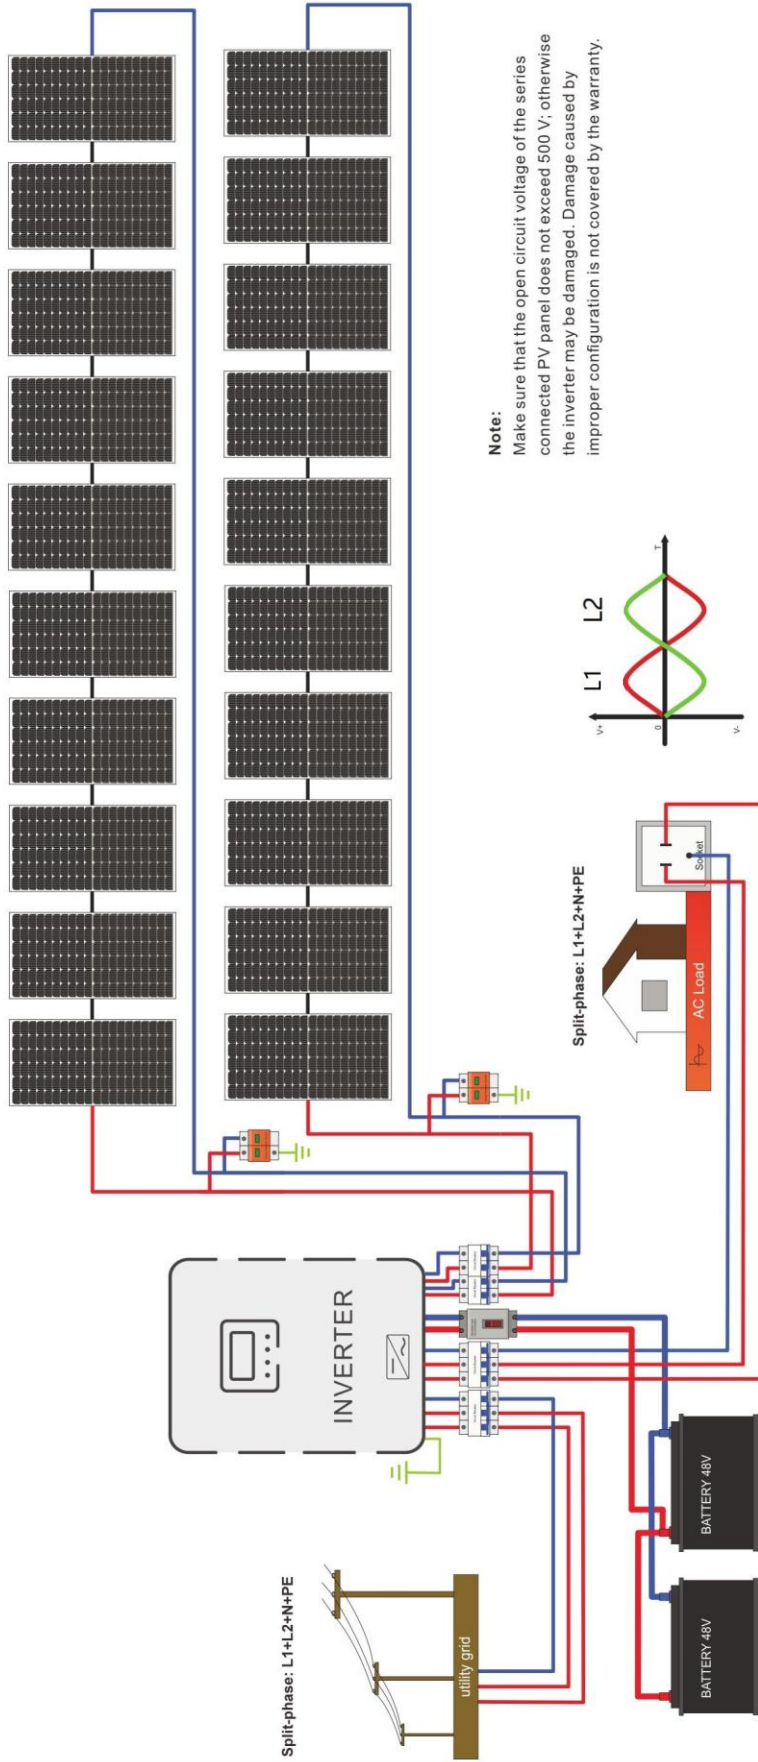 Note:
Make sure that the open circuit voltage of the series
connected PV panel does not exceed 500 V; otherwise
the inverter may be damaged. Damage caused by
improper configuration is not covered by the warranty.
INVERTER
L1
L2
V+
0
T
V-
Split-phase: L1+L2+N+PE
utility grid
Split-phase: L1+L2+N+PE
AC Load
Socket
BATTERY 48V
BATTERY 48V